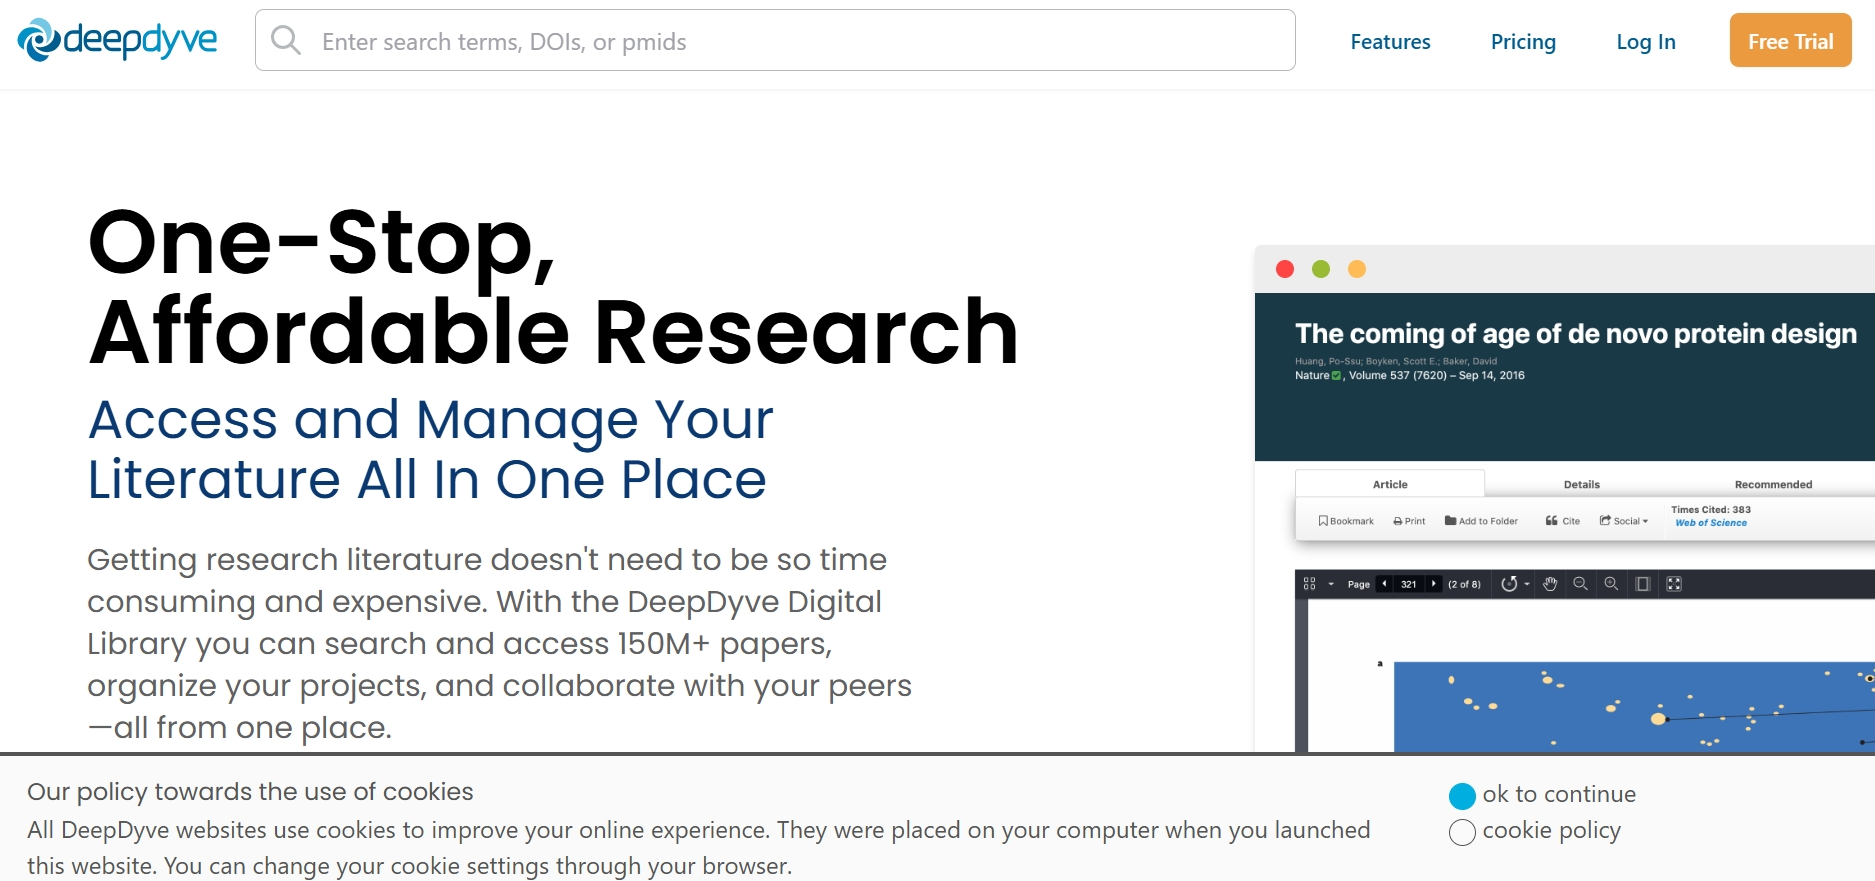 deepdyve
Enter search terms, DOIs, or pmids
Features
Pricing
Log In
Free Trial
One-Stop,
Affordable Research
Access and Manage Your
Literature All In One Place
Getting research literature doesn't need to be so time
consuming and expensive. With the DeepDyve Digital
Library you can search and access 150M+ papers,
organize your projects, and collaborate with your peers
—all from one place.
The coming of age of de novo protein design
Huang, Po-Ssu; Boyken, Scott E.; Baker, David
Nature , Volume 537 (7620) – Sep 14, 2016
Article
Details
Recommended
Bookmark
Print
Add to Folder
Cite
Social
Times Cited: 383
Web of Science
Page 321 (2 of 8)
a
Our policy towards the use of cookies
All DeepDyve websites use cookies to improve your online experience. They were placed on your computer when you launched
this website. You can change your cookie settings through your browser.
ok to continue
cookie policy